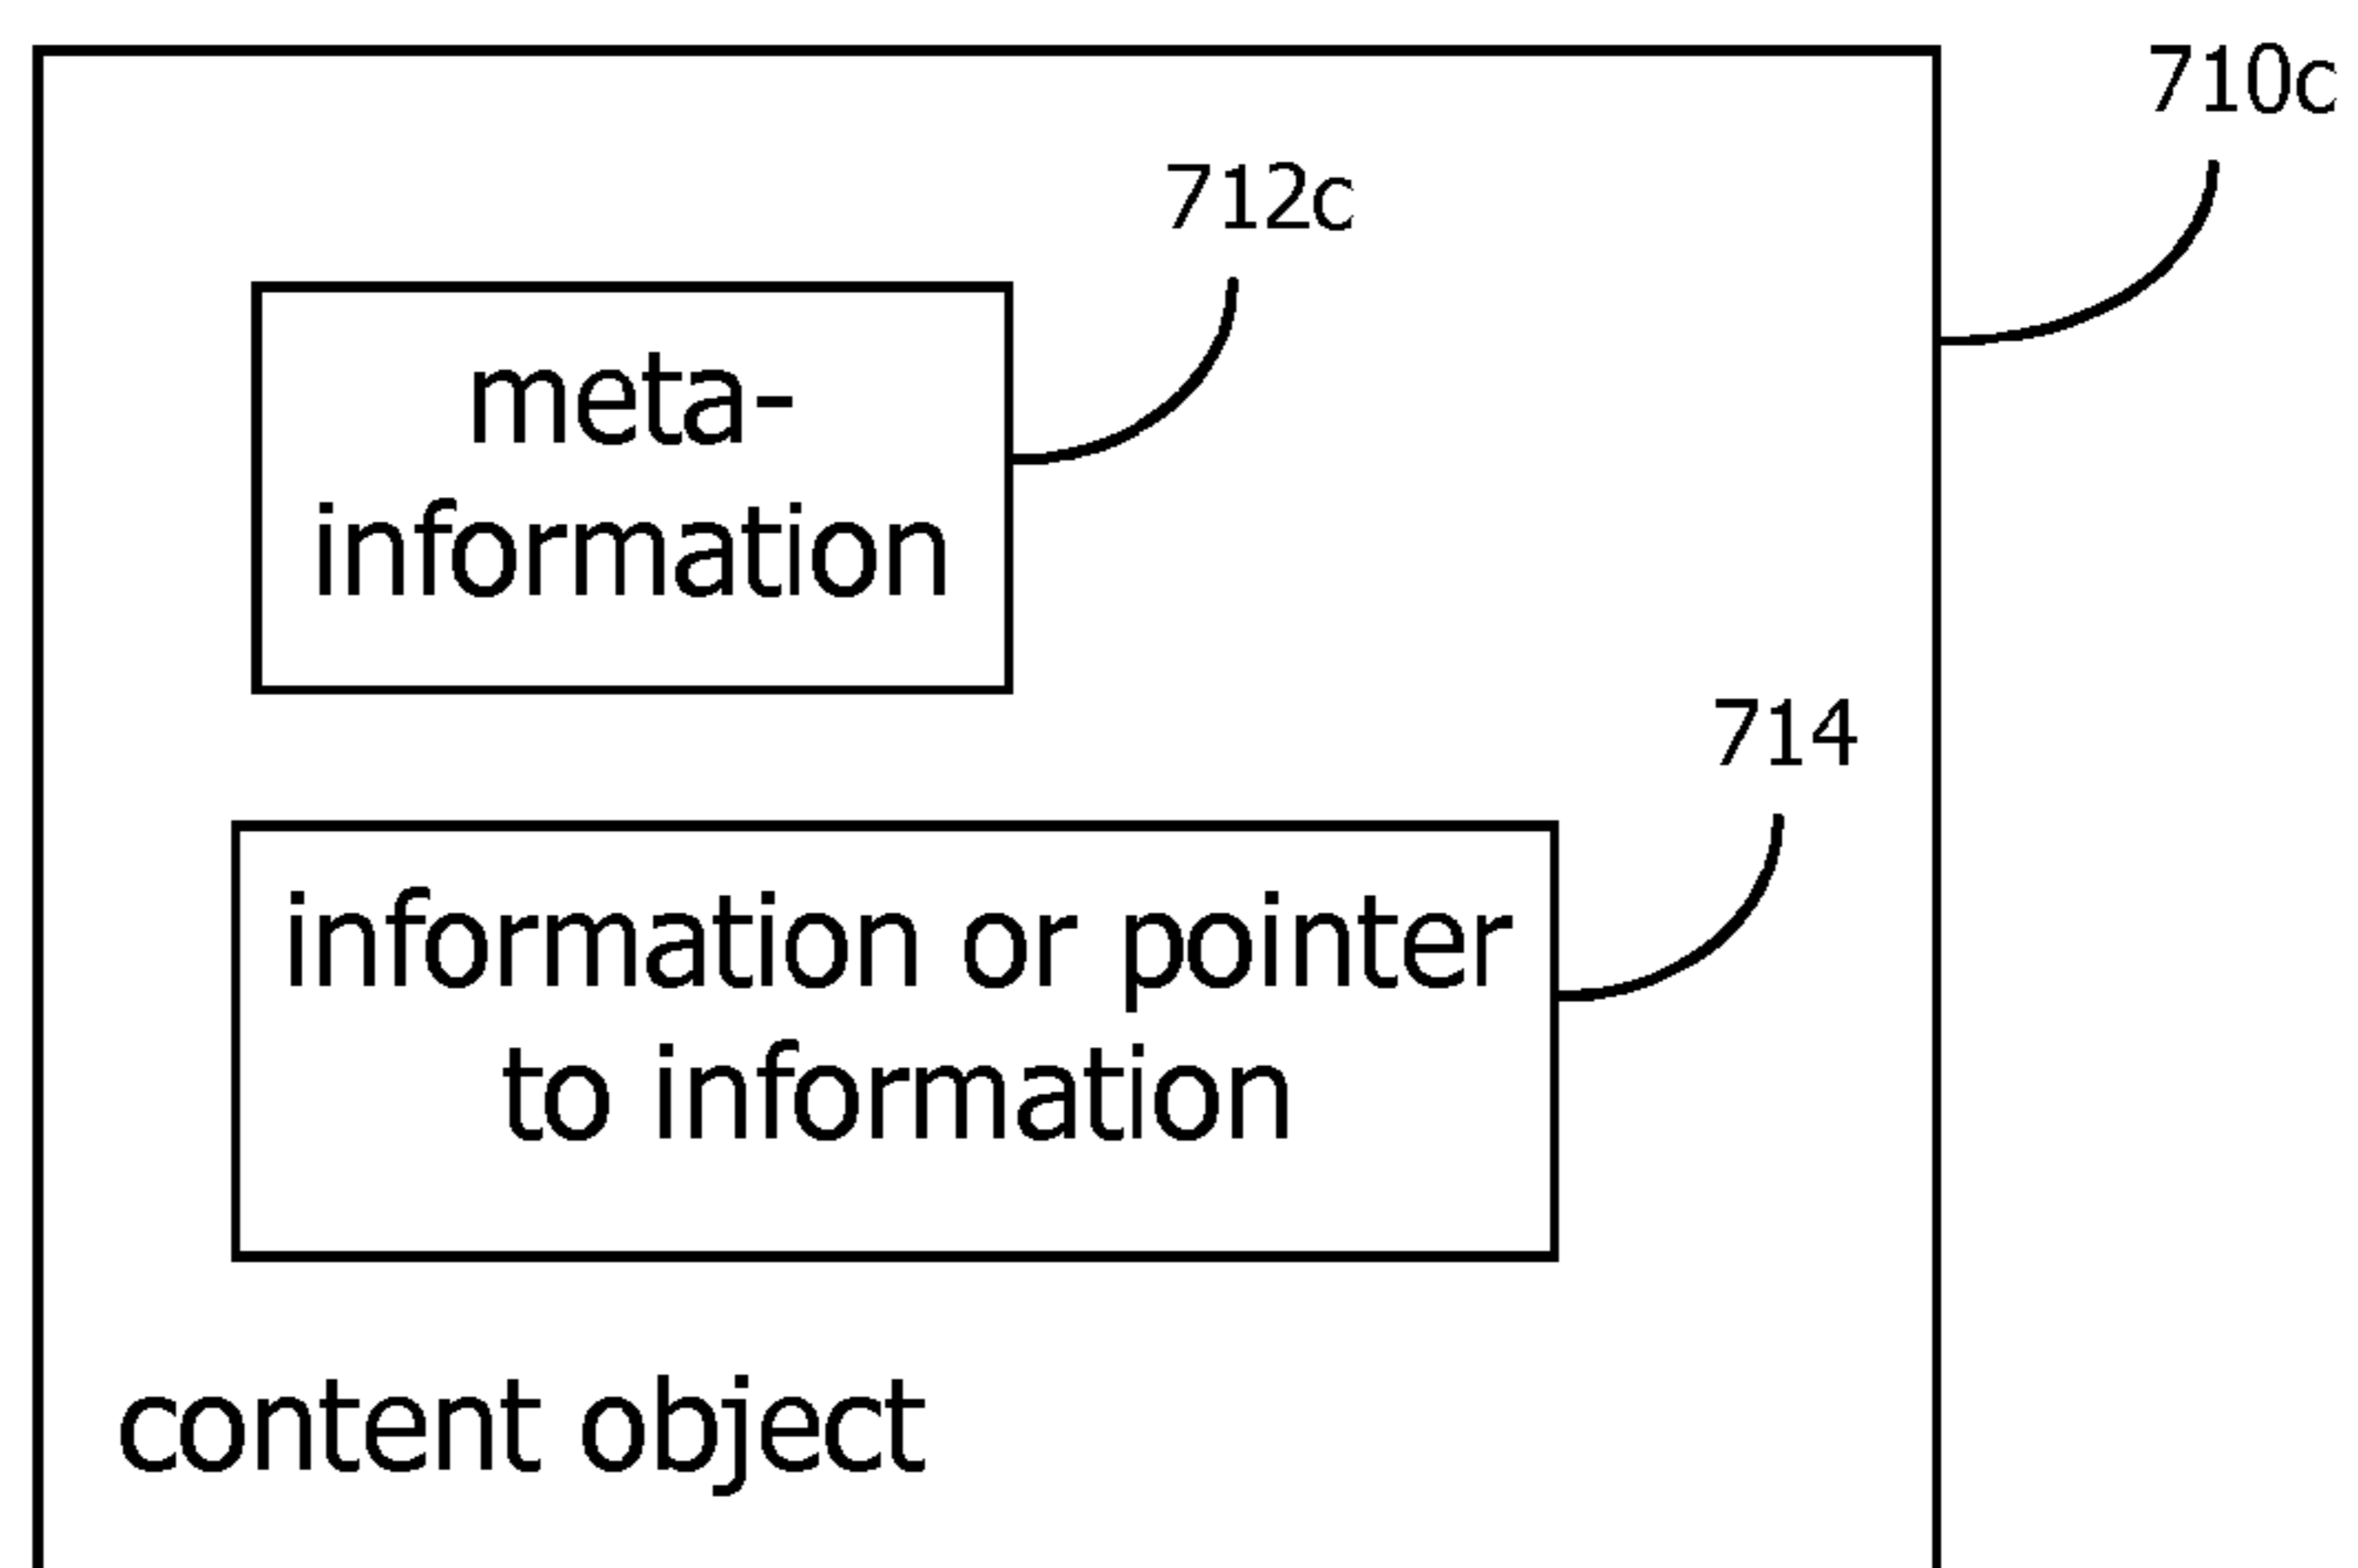 710c
712c
meta-
information
714
information or pointer
to information
content object